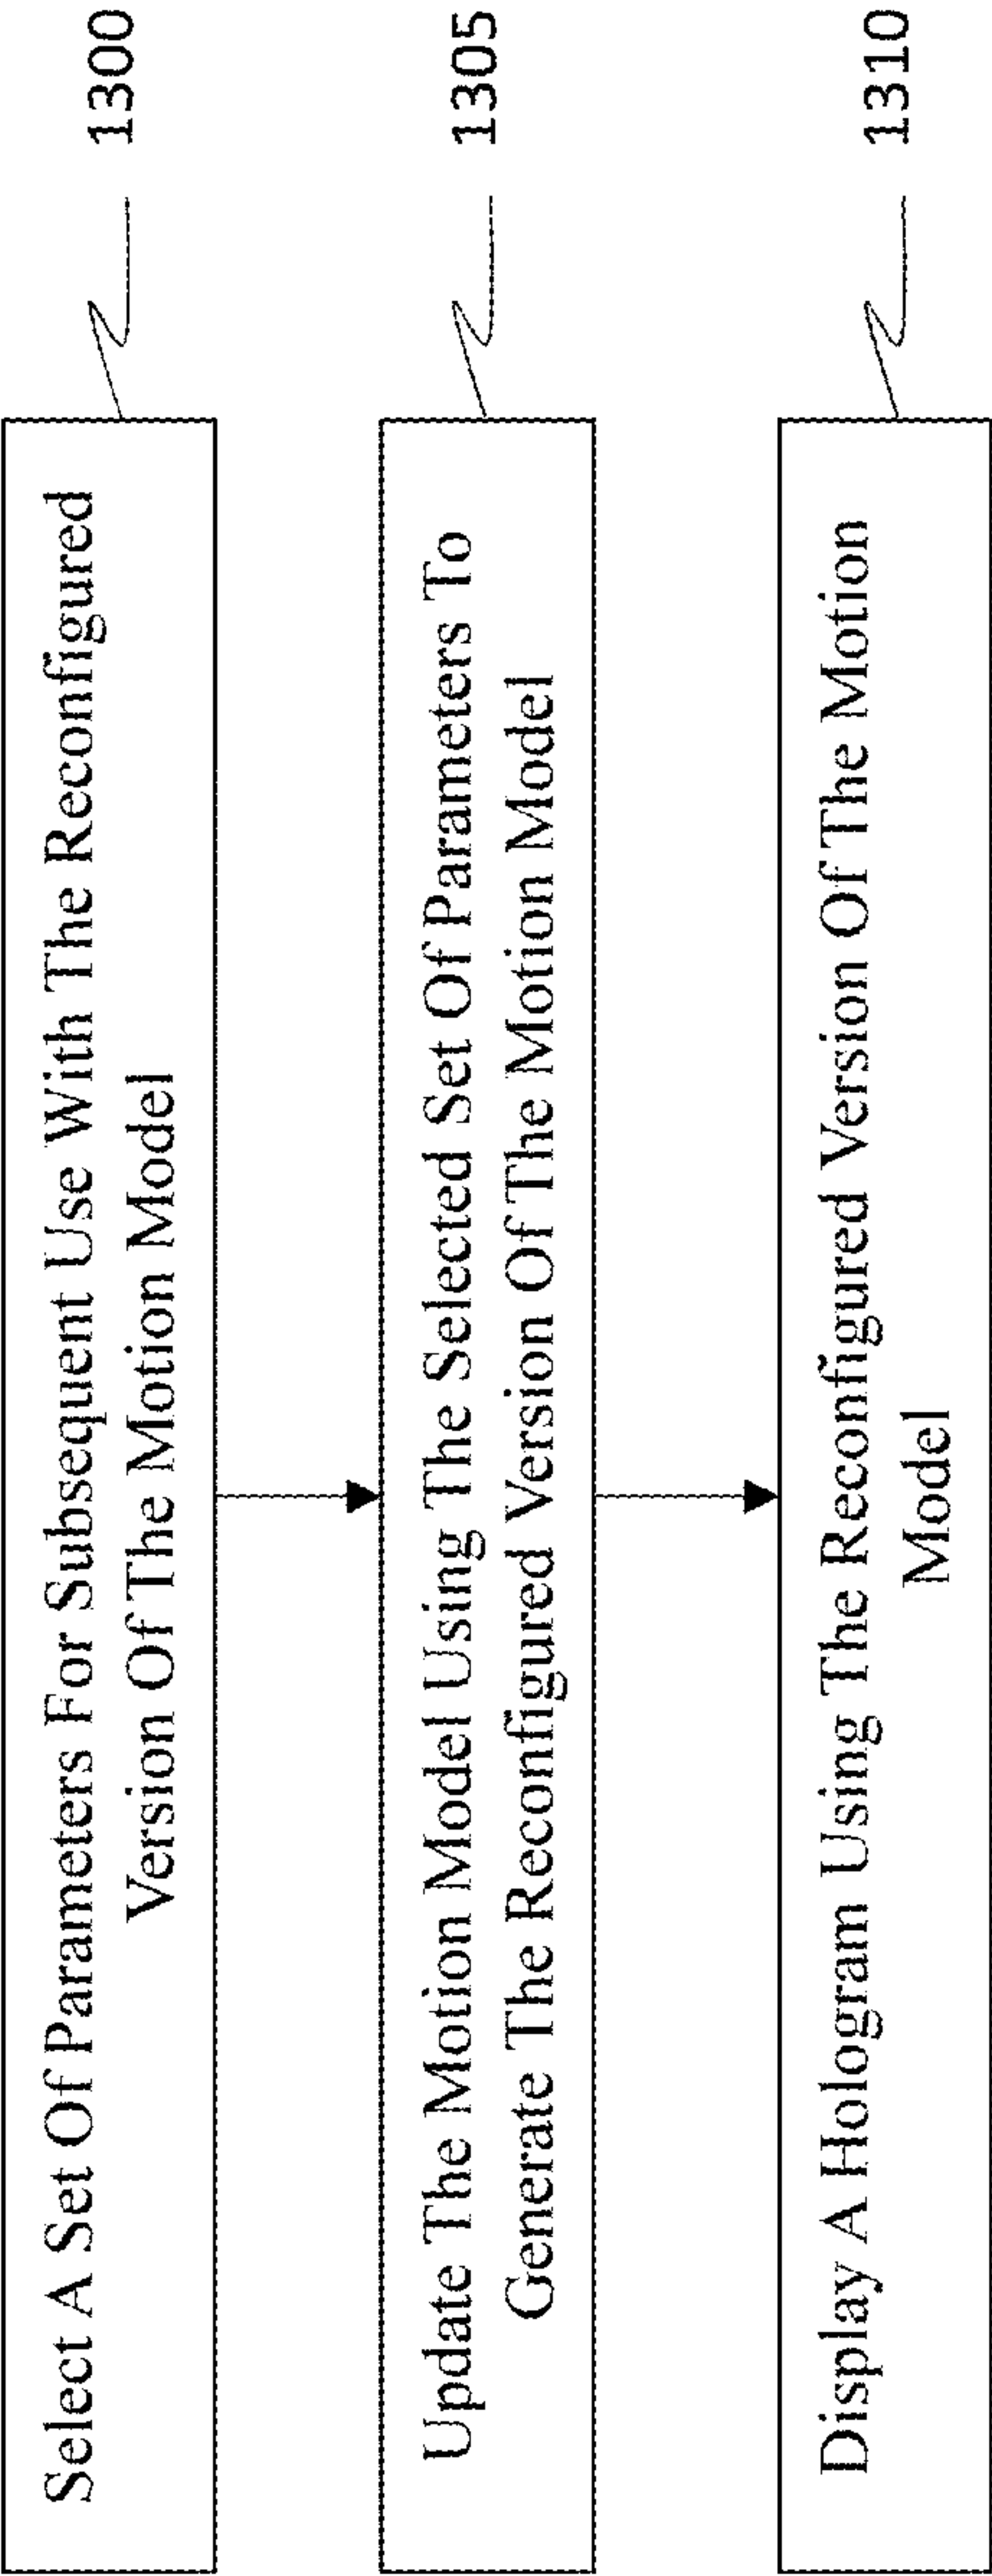 Select A Set Of Parameters For Subsequent Use With The Reconfigured
Version Of The Motion Model
1300
Update The Motion Model Using The Selected Set Of Parameters To
Generate The Reconfigured Version Of The Motion Model
1305
Display A Hologram Using The Reconfigured Version Of The Motion
Model
1310